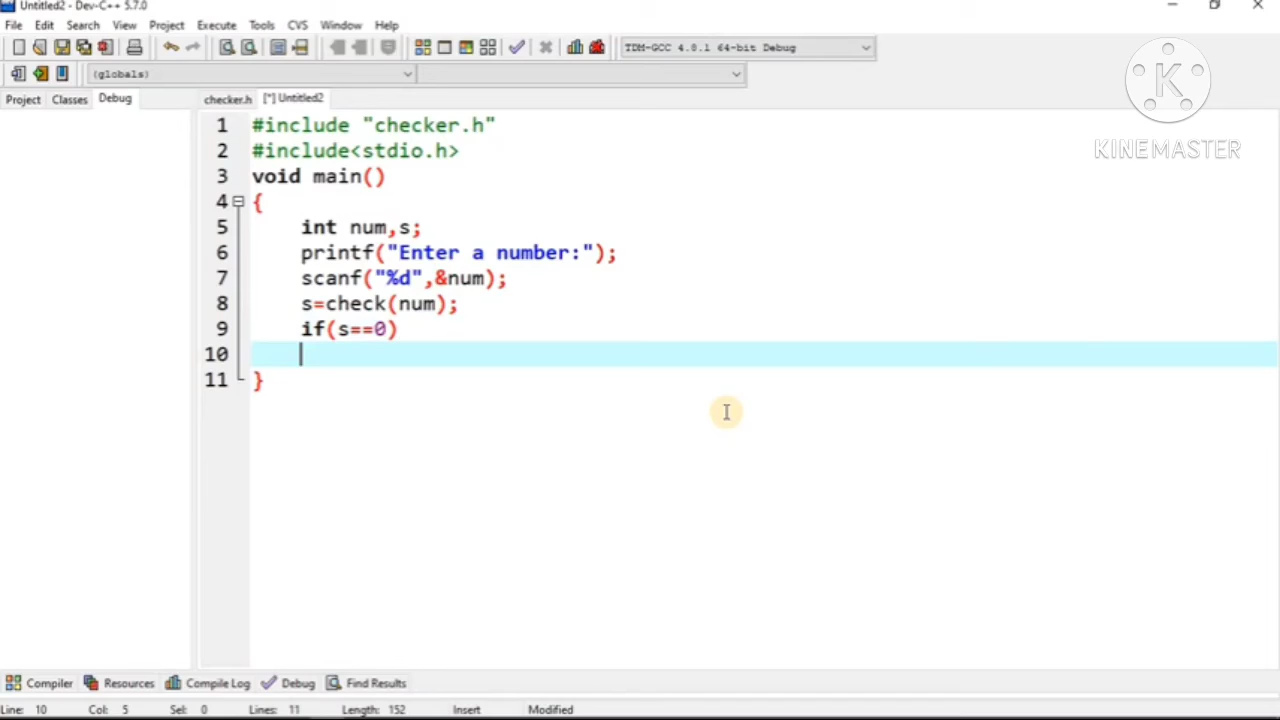 Untitled2 - Dev-C++ 5.7.0
File Edit Search View Project Execute Tools CVS Window Help
TDM-GCC 4.8.1 64-bit Debug
(globals)
Project Classes Debug checker.h [*] Untitled2
K
KINEMASTER
1 #include "checker.h"
2 #include<stdio.h>
3 void main()
4 {
5 int num,s;
6 printf("Enter a number:");
7 scanf("%d",&num);
8 s=check(num);
9 if(s==0)
10
11 }
Compiler Resources Compile Log Debug Find Results
Line: 10 Col: 5 Sel: 0 Lines: 11 Length: 152 Insert Modified